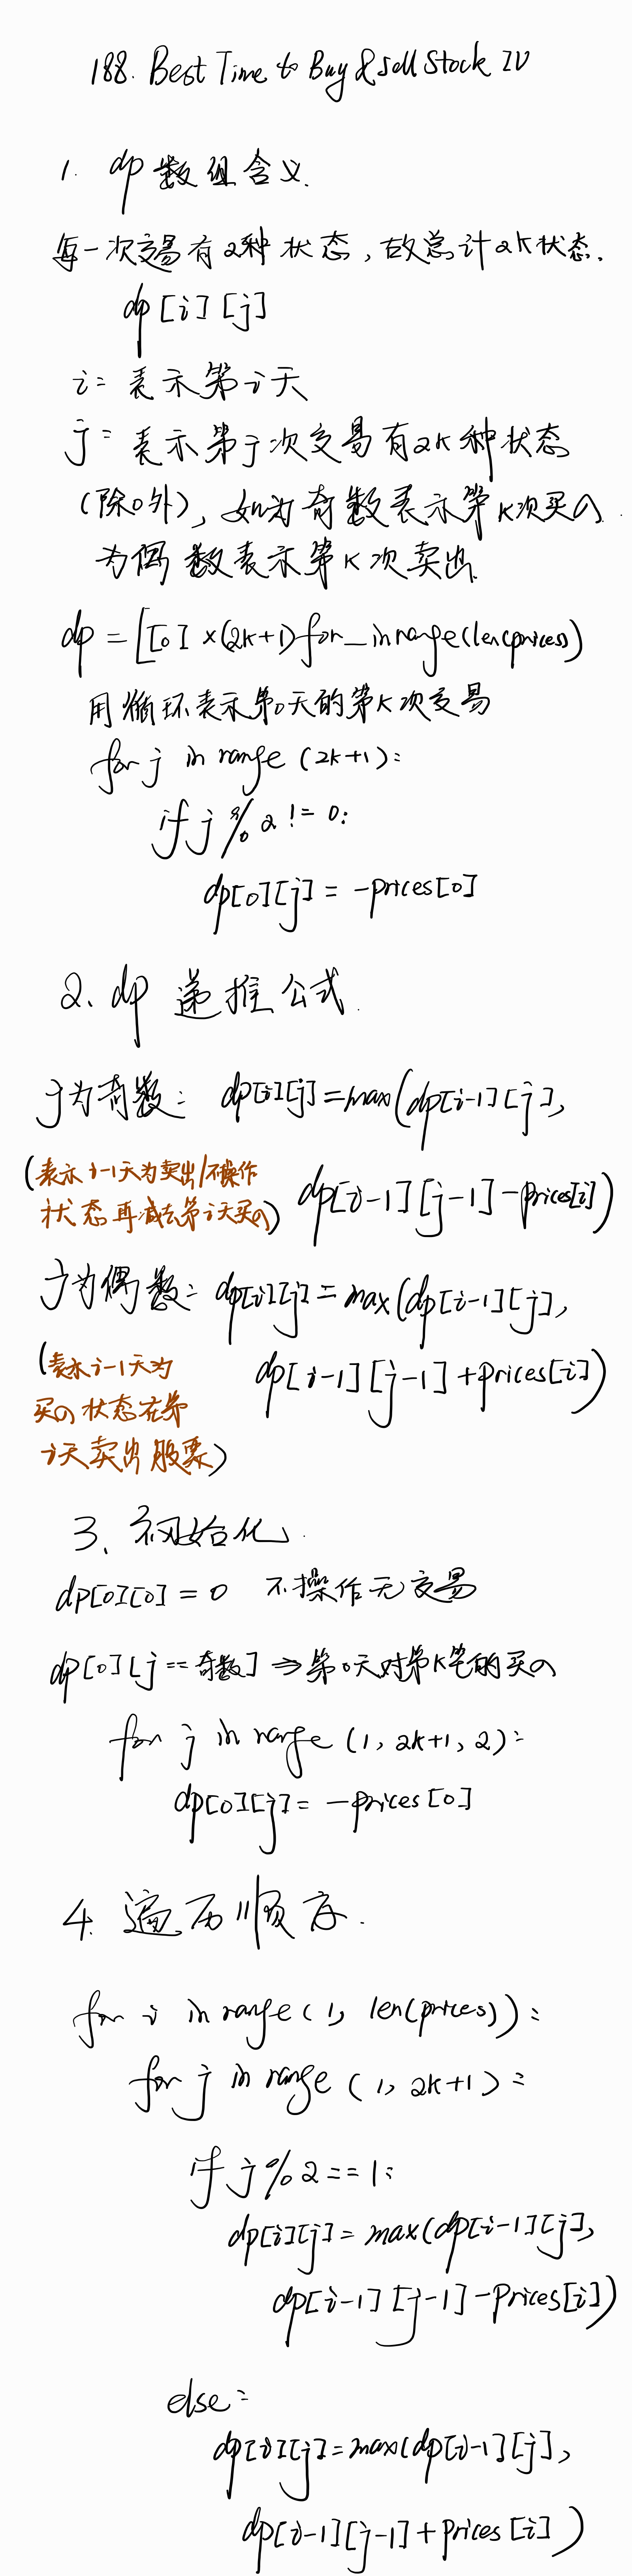 188. Best Time to Buy & Sell Stock IV
1. dp 数组含义.
每一次交易有2种状态,故总计2k状态.
dp[i][j]
i: 表示第i天
j: 表示第j次交易有2k种状态
(除0外), 如为奇数表示第k次买入.
为偶数表示第k次卖出.
dp = [[0] ×(2k+1) for _ in range(len(prices))
用循环表示第0天的第k次交易
for j in range (2k+1):
if j % 2 != 0:
dp[0][j] = -prices[0]
2. dp 递推公式.
j为奇数: dp[i][j] = max(dp[i-1][j],
(表示i-1天为卖出/不操作
dp[i-1][j-1] - prices[i])
状态再减去第i天买入)
j为偶数: dp[i][j] = max(dp[i-1][j],
(表示i-1天为
dp[i-1][j-1] + prices[i])
买入状态在第
i天卖出股票)
3. 初始化.
dp[0][0] = 0 不操作无交易
dp[0][j == 奇数] => 第0天对第k笔的买入
for j in range (1, 2k+1, 2):
dp[0][j] = -prices[0]
4. 遍历顺序.
for i in range(1, len(prices)):
for j in range (1, 2k+1):
if j % 2 == 1:
dp[i][j] = max(dp[i-1][j],
dp[i-1][j-1] - prices[i])
else:
dp[i][j] = max(dp[i-1][j],
dp[i-1][j-1] + prices[i])